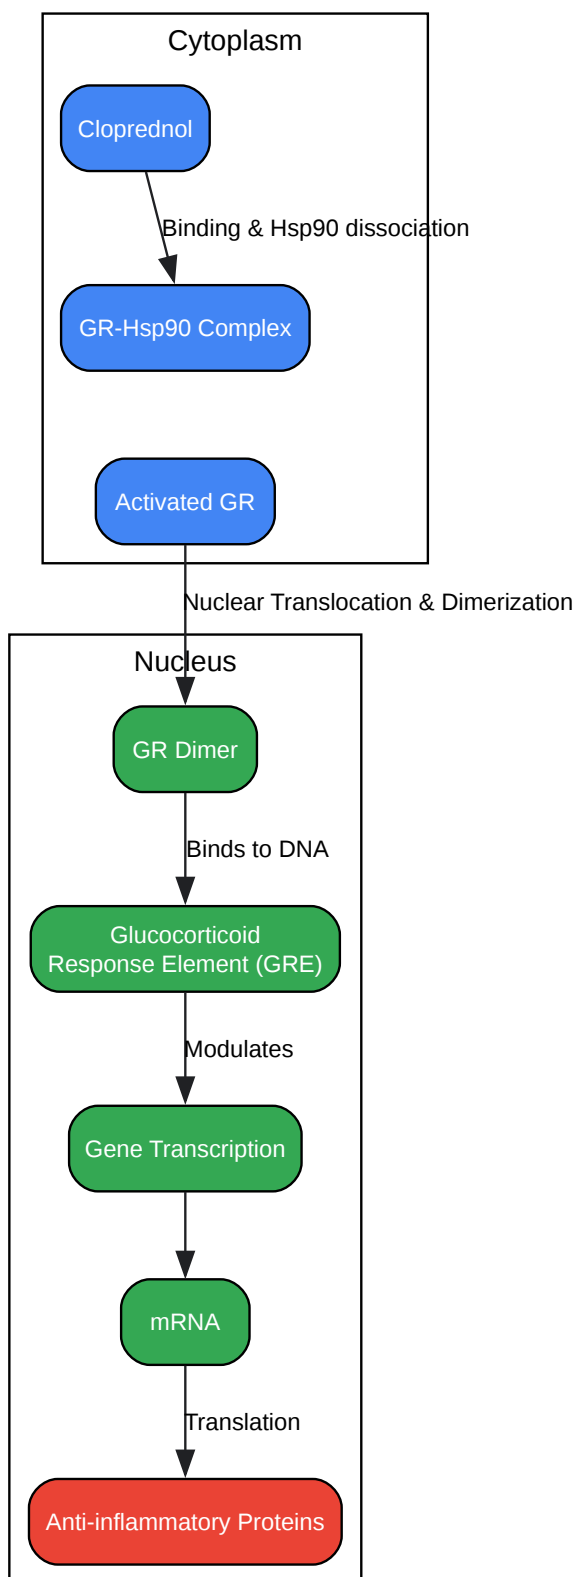 Cytoplasm
Cloprednol
Binding & Hsp90 dissociation
GR-Hsp90 Complex
Activated GR
Nuclear Translocation & Dimerization
Nucleus
GR Dimer
Binds to DNA
Glucocorticoid
Response Element (GRE)
Modulates
Gene Transcription
mRNA
Translation
Anti-inflammatory Proteins